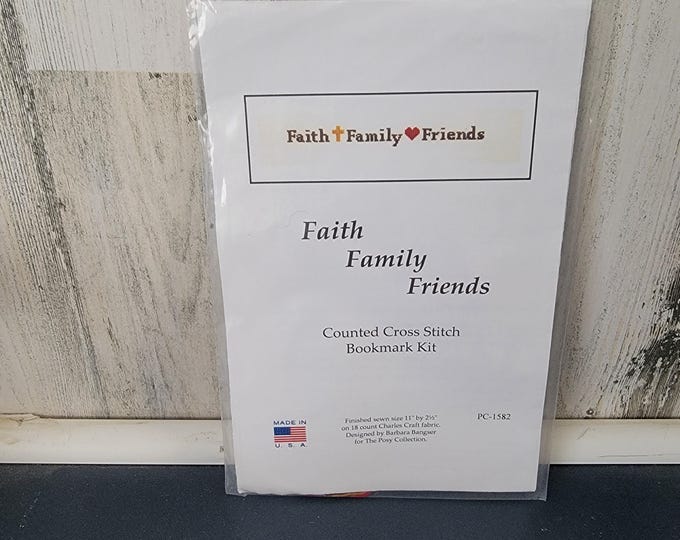 Faith Family Friends
Faith
Family
Friends
Counted Cross Stitch
Bookmark Kit
MADE IN
U. S. A.
Finished sewn size 11" by 2½"
on 18 count Charles Craft fabric.
Designed by Barbara Bangser
for The Posy Collection.
PC-1582